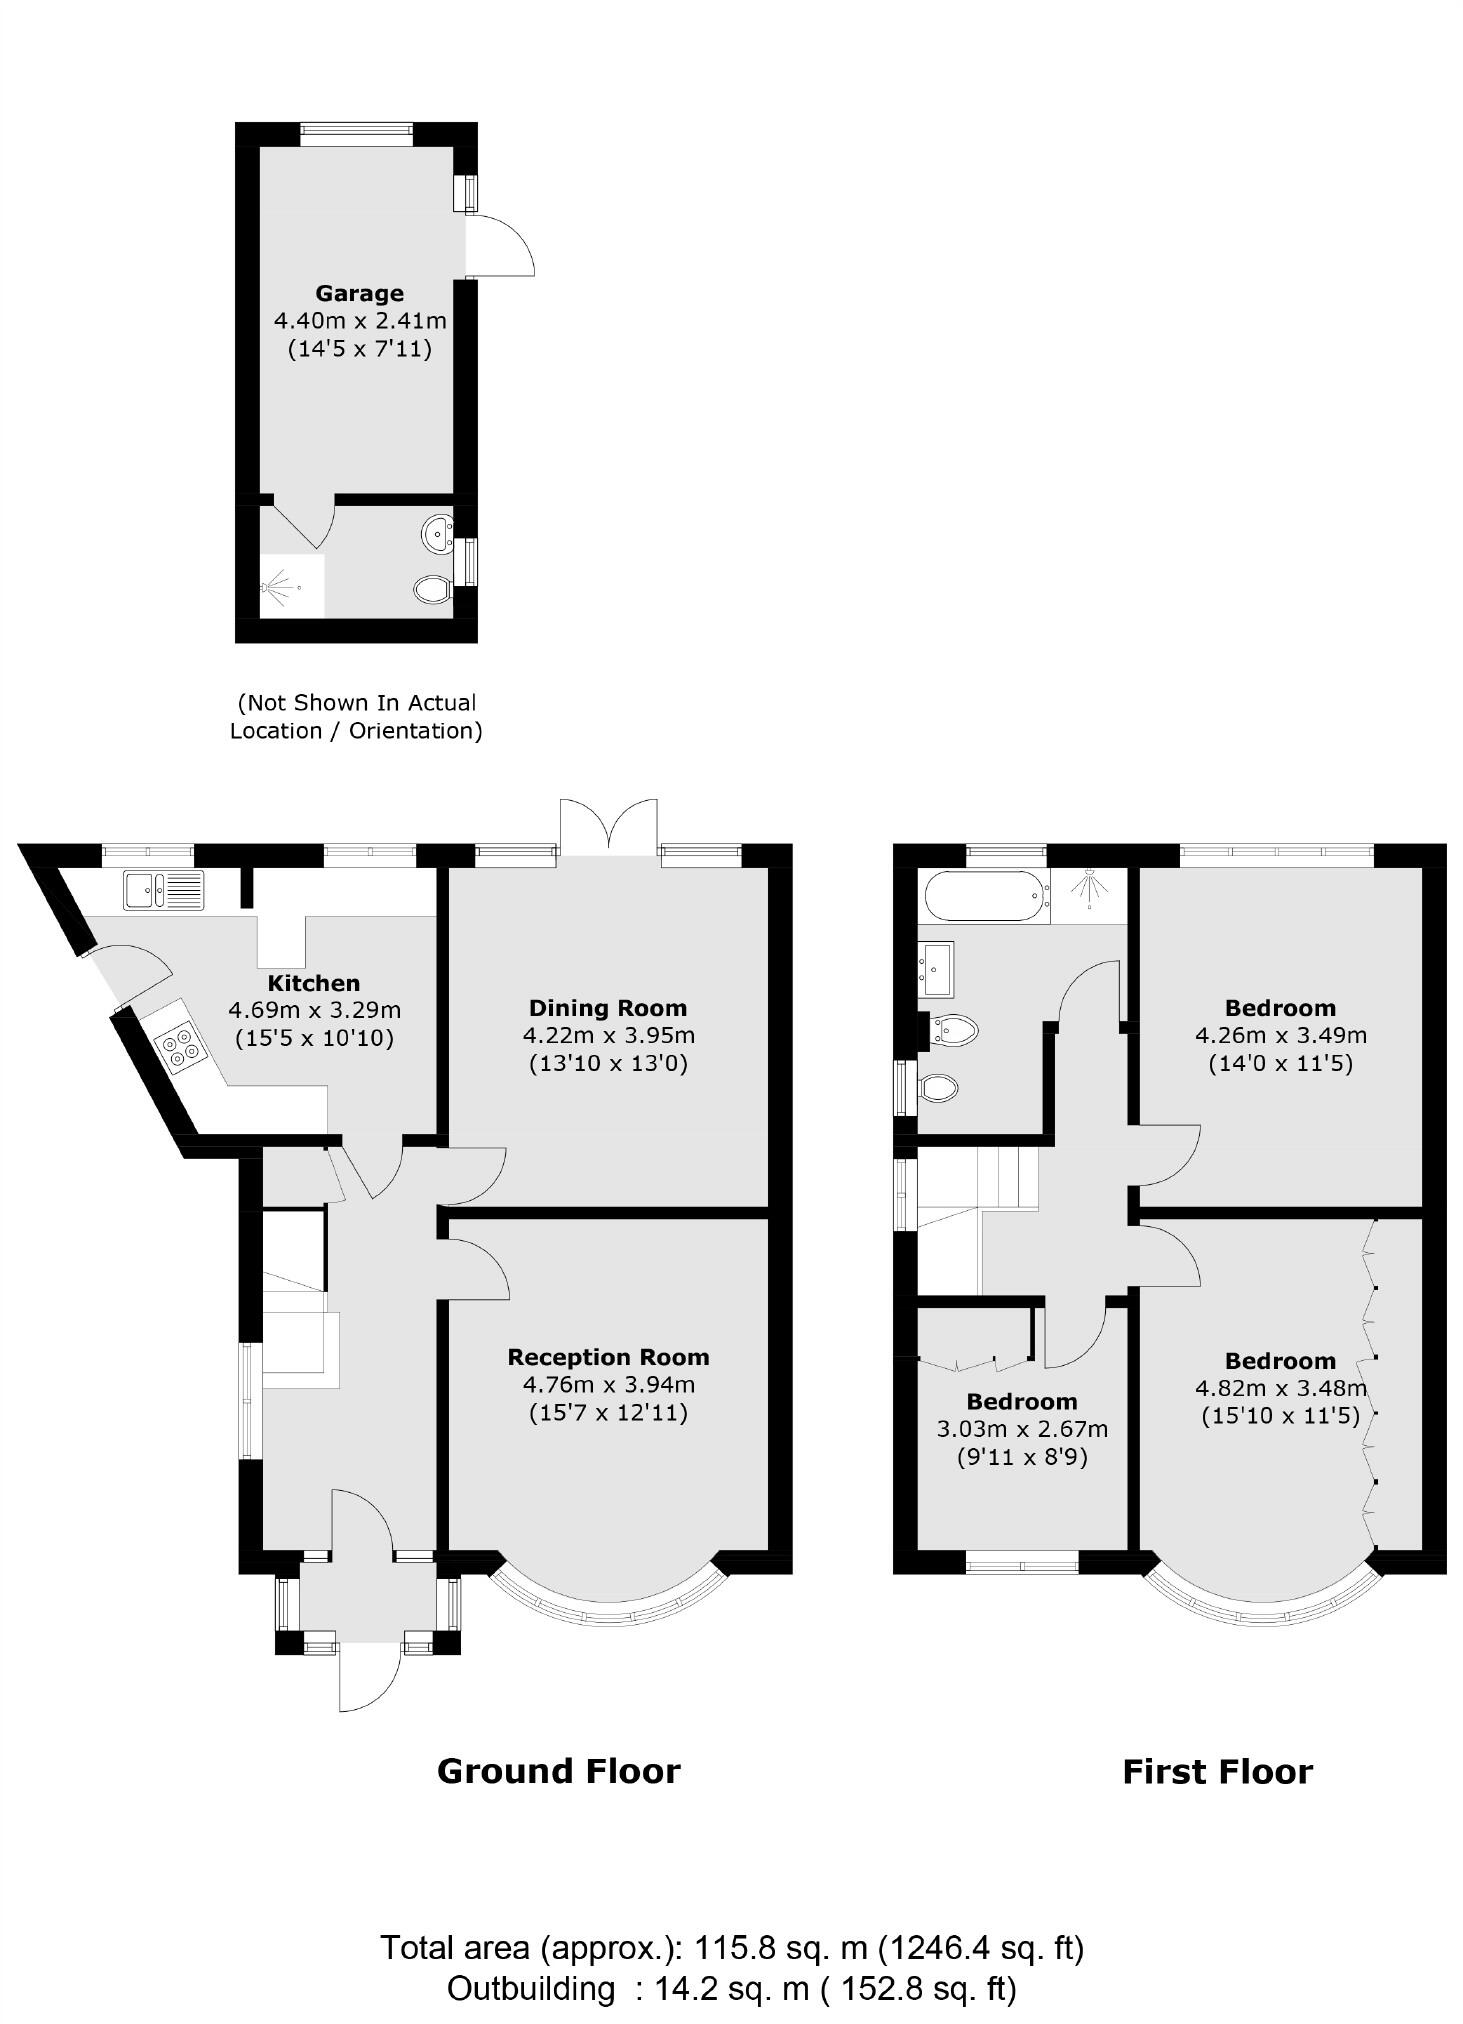 Garage
4.40m x 2.41m
(14'5 x 7'11)
(Not Shown In Actual
Location / Orientation)
Kitchen
4.69m x 3.29m
(15'5 x 10'10)
Dining Room
4.22m x 3.95m
(13'10 x 13'0)
Reception Room
4.76m x 3.94m
(15'7 x 12'11)
Bedroom
4.26m x 3.49m
(14'0 x 11'5)
Bedroom
4.82m x 3.48m
(15'10 x 11'5)
Bedroom
3.03m x 2.67m
(9'11 x 8'9)
Ground Floor
First Floor
Total area (approx.): 115.8 sq. m (1246.4 sq. ft)
Outbuilding : 14.2 sq. m ( 152.8 sq. ft)